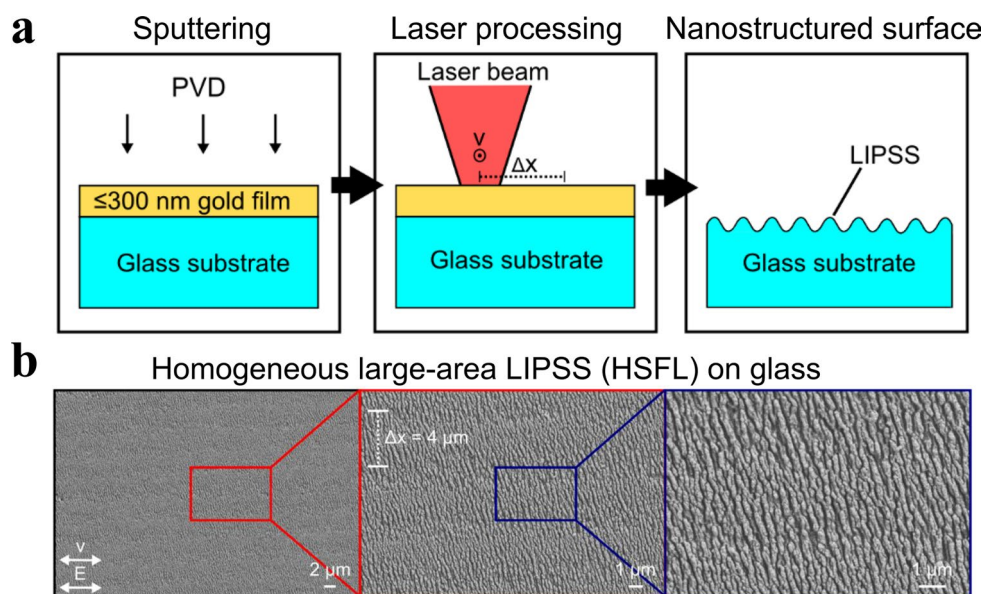 a
Sputtering
Laser processing
Nanostructured surface
PVD
≤300 nm gold film
Glass substrate
Laser beam
v
Δx
Glass substrate
LIPSS
Glass substrate
b
Homogeneous large-area LIPSS (HSFL) on glass
v
E
2 μm
Δx = 4 μm
1 μm
1 μm